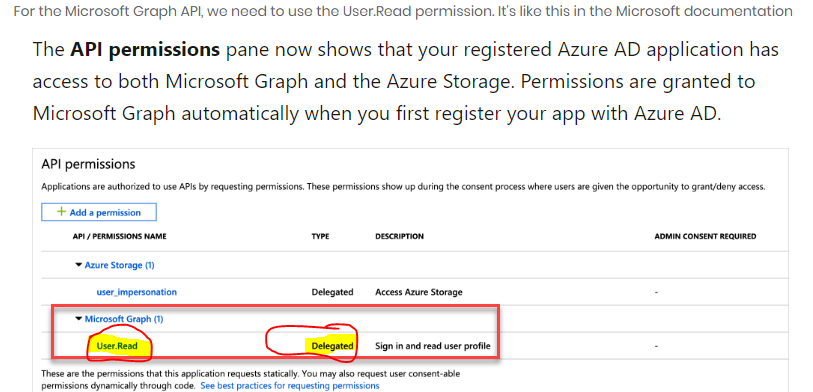 For the Microsoft Graph API, we need to use the User.Read permission. It's like this in the Microsoft documentation
The API permissions pane now shows that your registered Azure AD application has
access to both Microsoft Graph and the Azure Storage. Permissions are granted to
Microsoft Graph automatically when you first register your app with Azure AD.
API permissions
Applications are authorized to use APIs by requesting permissions. These permissions show up during the consent process where users are given the opportunity to grant/deny access.
+ Add a permission
API / PERMISSIONS NAME TYPE DESCRIPTION ADMIN CONSENT REQUIRED
Azure Storage (1)
user_impersonation Delegated Access Azure Storage -
Microsoft Graph (1)
User.Read Delegated Sign in and read user profile -
These are the permissions that this application requests statically. You may also request user consent-able
permissions dynamically through code. See best practices for requesting permissions